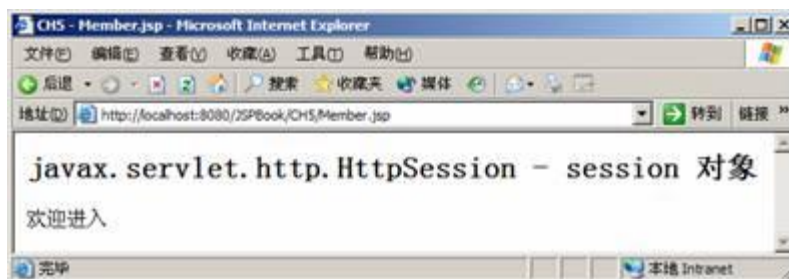 CH5 - Member.jsp - Microsoft Internet Explorer
文件(F) 编辑(E) 查看(V) 收藏(A) 工具(T) 帮助(H)
后退 搜索 收藏夹 媒体
地址(D) http://localhost:8080/JSPBook/CH5/Member.jsp 转到 链接 »
javax.servlet.http.HttpSession - session 对象
欢迎进入
完毕 本地 Intranet